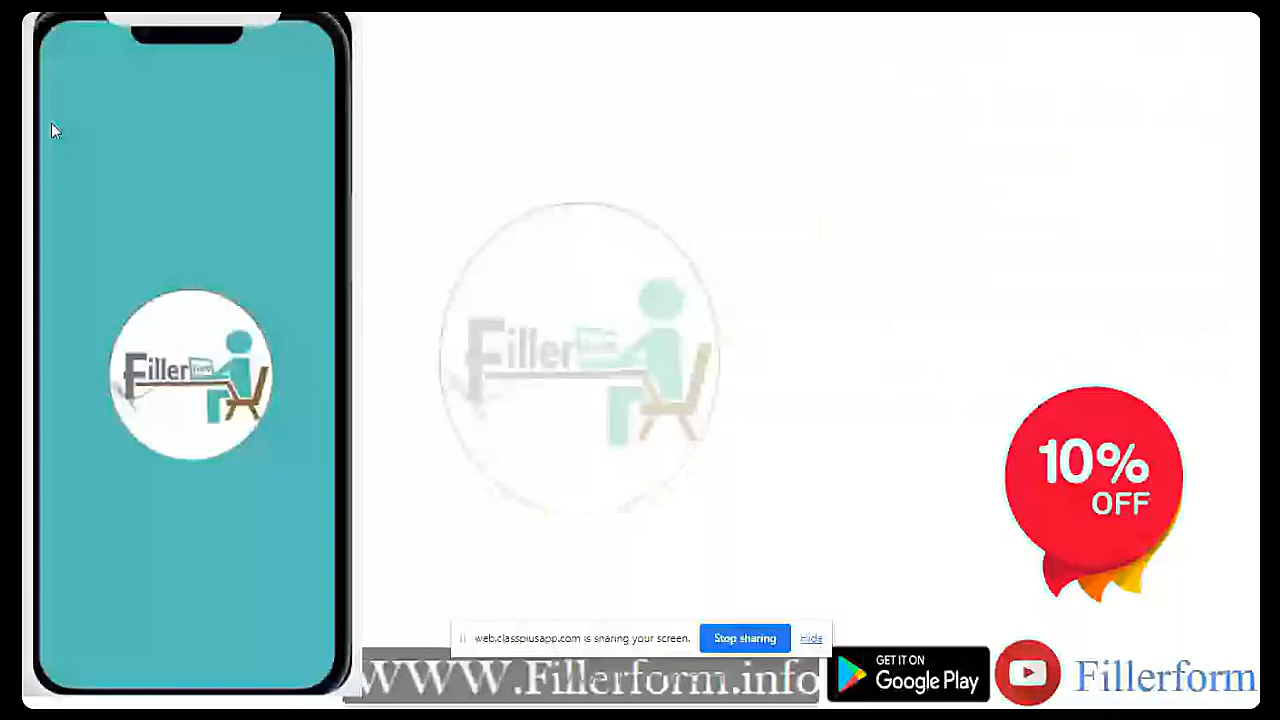 Filler
Filler
10%
OFF
web.classplusapp.com is sharing your screen.
Stop sharing
Hide
WWW.Fillerform.info
GET IT ON
Google Play
Fillerform